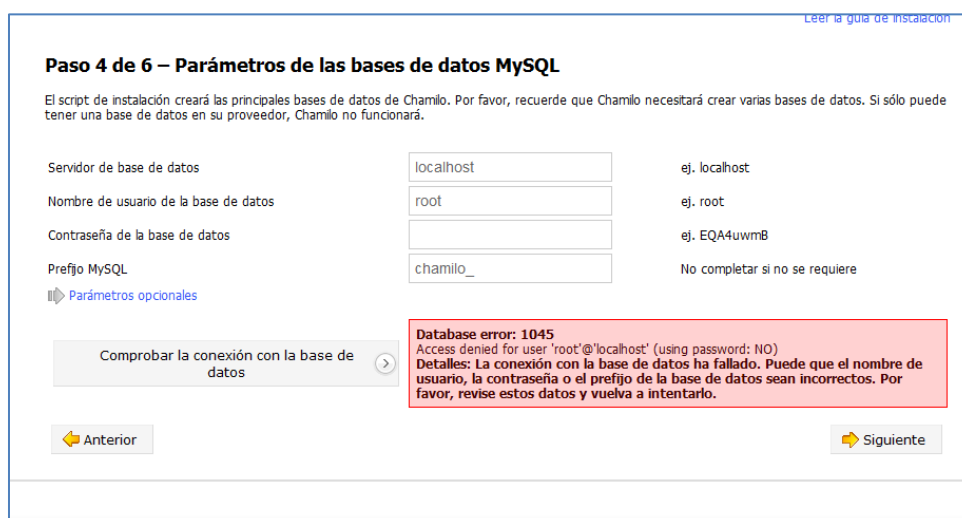 Leer la guía de instalación
Paso 4 de 6 – Parámetros de las bases de datos MySQL
El script de instalación creará las principales bases de datos de Chamilo. Por favor, recuerde que Chamilo necesitará crear varias bases de datos. Si sólo puede
tener una base de datos en su proveedor, Chamilo no funcionará.
Servidor de base de datos localhost ej. localhost
Nombre de usuario de la base de datos root ej. root
Contraseña de la base de datos ej. EQA4uwmB
Prefijo MySQL chamilo_ No completar si no se requiere
Parámetros opcionales
Comprobar la conexión con la base de
datos
Database error: 1045
Access denied for user 'root'@'localhost' (using password: NO)
Detalles: La conexión con la base de datos ha fallado. Puede que el nombre de
usuario, la contraseña o el prefijo de la base de datos sean incorrectos. Por
favor, revise estos datos y vuelva a intentarlo.
Anterior
Siguiente